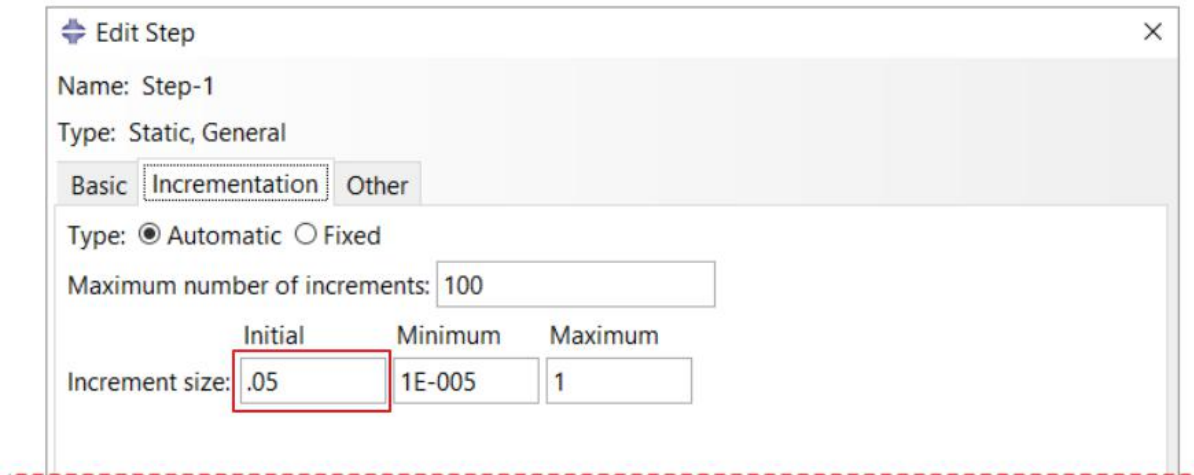 Edit Step
Name: Step-1
Type: Static, General
Basic Incrementation Other
Type: Automatic Fixed
Maximum number of increments: 100
Initial Minimum Maximum
Increment size: .05 1E-005 1